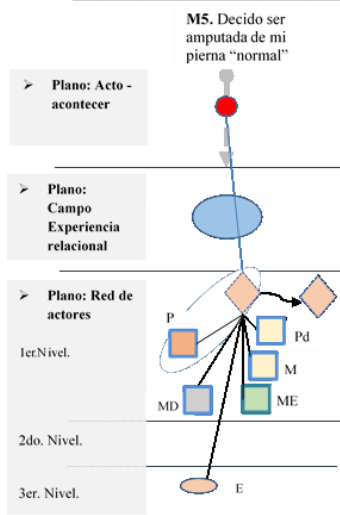 M5. Decido ser
amputada de mi
pierna “normal”
➢ Plano: Acto -
acontecer
➢ Plano:
Campo
Experiencia
relacional
➢ Plano: Red de
actores
P
Pd
1er.Nivel.
M
MD
ME
2do. Nivel.
3er. Nivel.
E